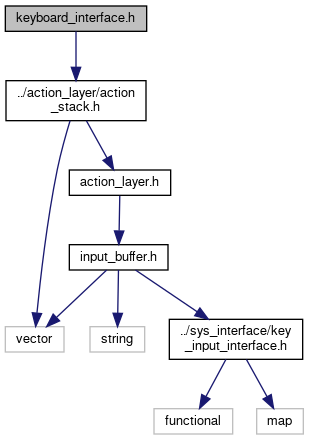 keyboard_interface.h
../action_layer/action
_stack.h
action_layer.h
input_buffer.h
vector
string
../sys_interface/key
_input_interface.h
functional
map